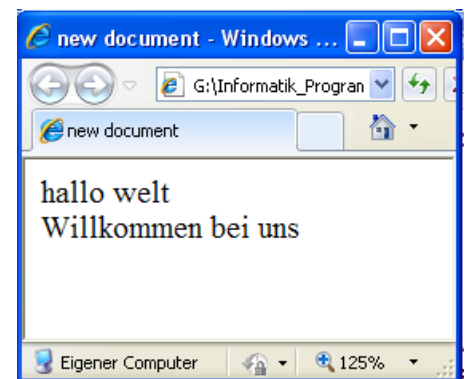 new document - Windows ...
G:\Informatik_Progran
new document
hallo welt
Willkommen bei uns
Eigener Computer 125%